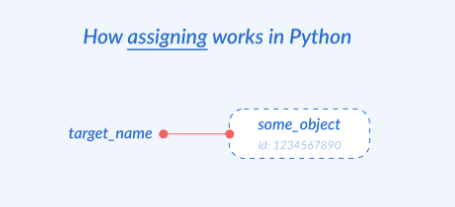 How assigning works in Python
target_name
some_object
id: 1234567890